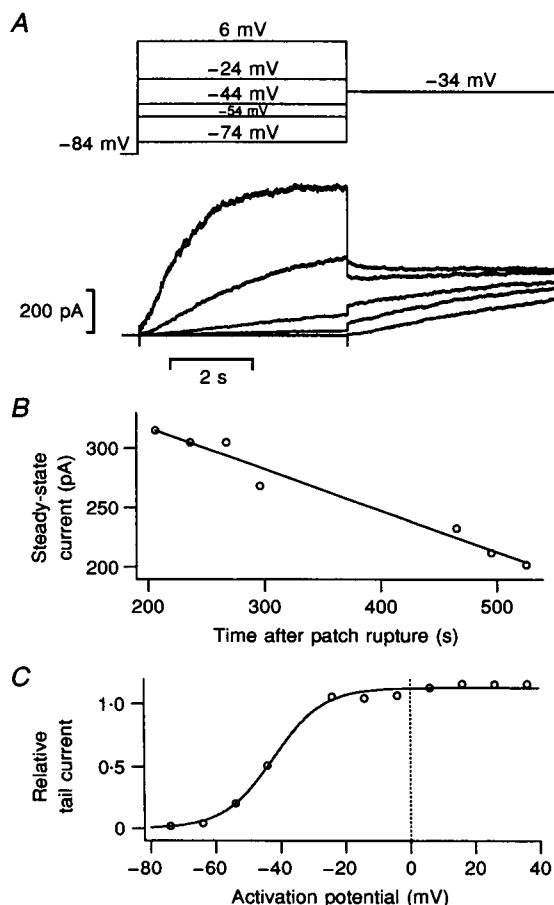 A
6 mV
−24 mV
−44 mV
−54 mV
−74 mV
−84 mV
−34 mV
200 pA
2 s
B
Steady-state
current (pA)
300
250
200
200
300
400
500
Time after patch rupture (s)
C
Relative
tail current
1·0
0·5
0
−80
−60
−40
−20
0
20
40
Activation potential (mV)